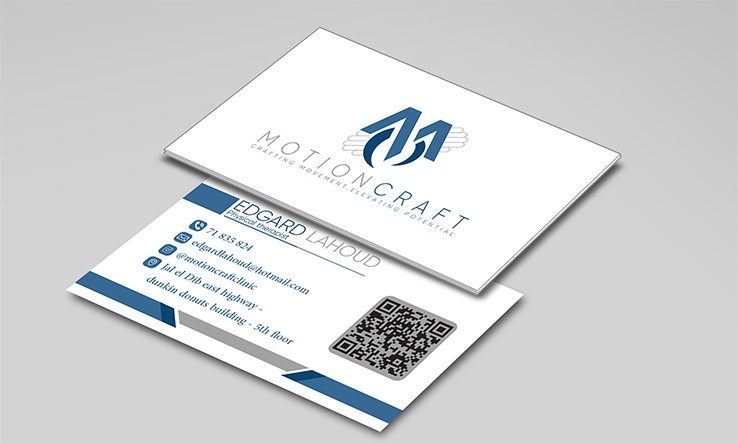 M
MOTIONCRAFT
CRAFTING MOVEMENT, ELEVATING POTENTIAL
EDGARD LAHOUD
Physical therapist
71 835 824
edgardlahoud@hotmail.com
@motioncraftclinic
Jal el Dib east highway -
dunkin donuts building - 5th floor